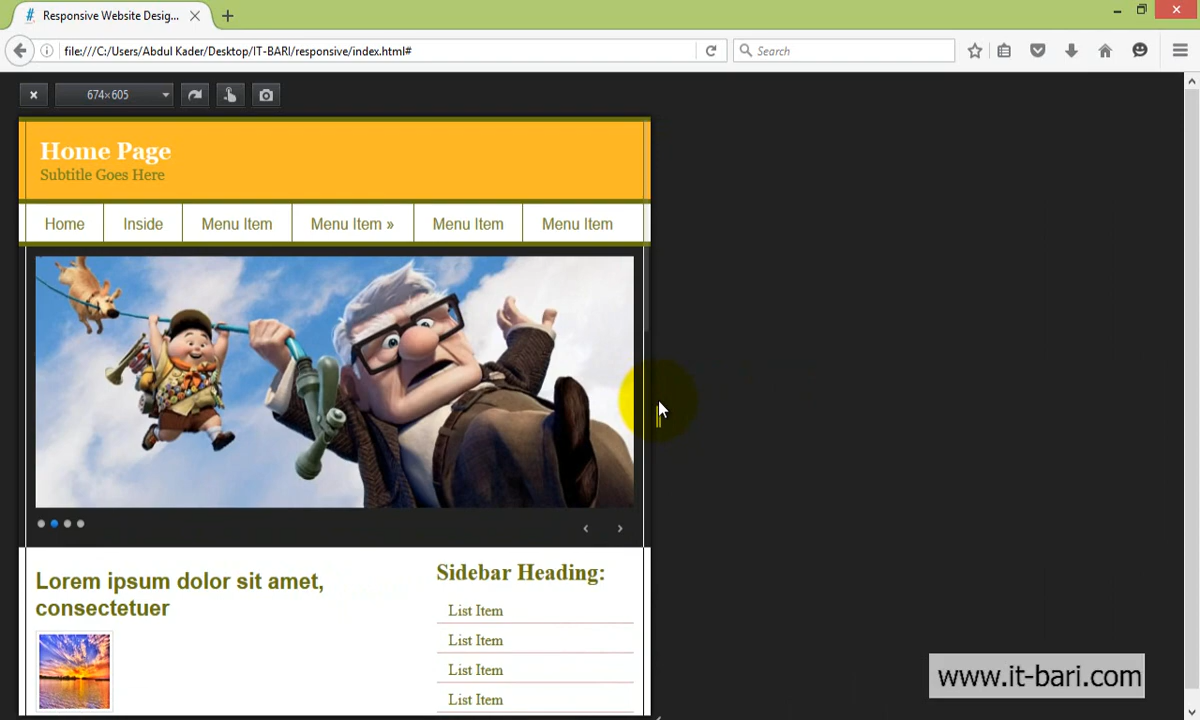 Responsive Website Desig...
file:///C:/Users/Abdul Kader/Desktop/IT-BARI/responsive/index.html#
Search
674×605
Home Page
Subtitle Goes Here
Home
Inside
Menu Item
Menu Item »
Menu Item
Menu Item
Lorem ipsum dolor sit amet,
consectetuer
Sidebar Heading:
List Item
List Item
List Item
List Item
www.it-bari.com